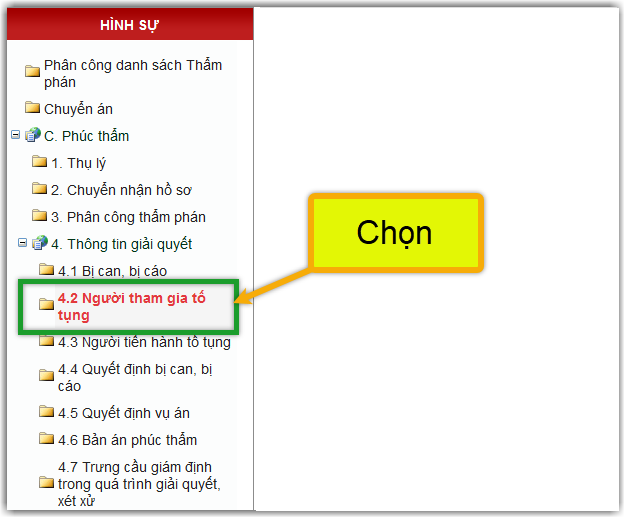 HÌNH SỰ
Phân công danh sách Thẩm
phán
Chuyển án
C. Phúc thẩm
1. Thụ lý
2. Chuyển nhận hồ sơ
3. Phân công thẩm phán
4. Thông tin giải quyết
4.1 Bị can, bị cáo
4.2 Người tham gia tố
tụng
4.3 Người tiến hành tố tụng
4.4 Quyết định bị can, bị
cáo
4.5 Quyết định vụ án
4.6 Bản án phúc thẩm
4.7 Trưng cầu giám định
trong quá trình giải quyết,
xét xử
Chọn